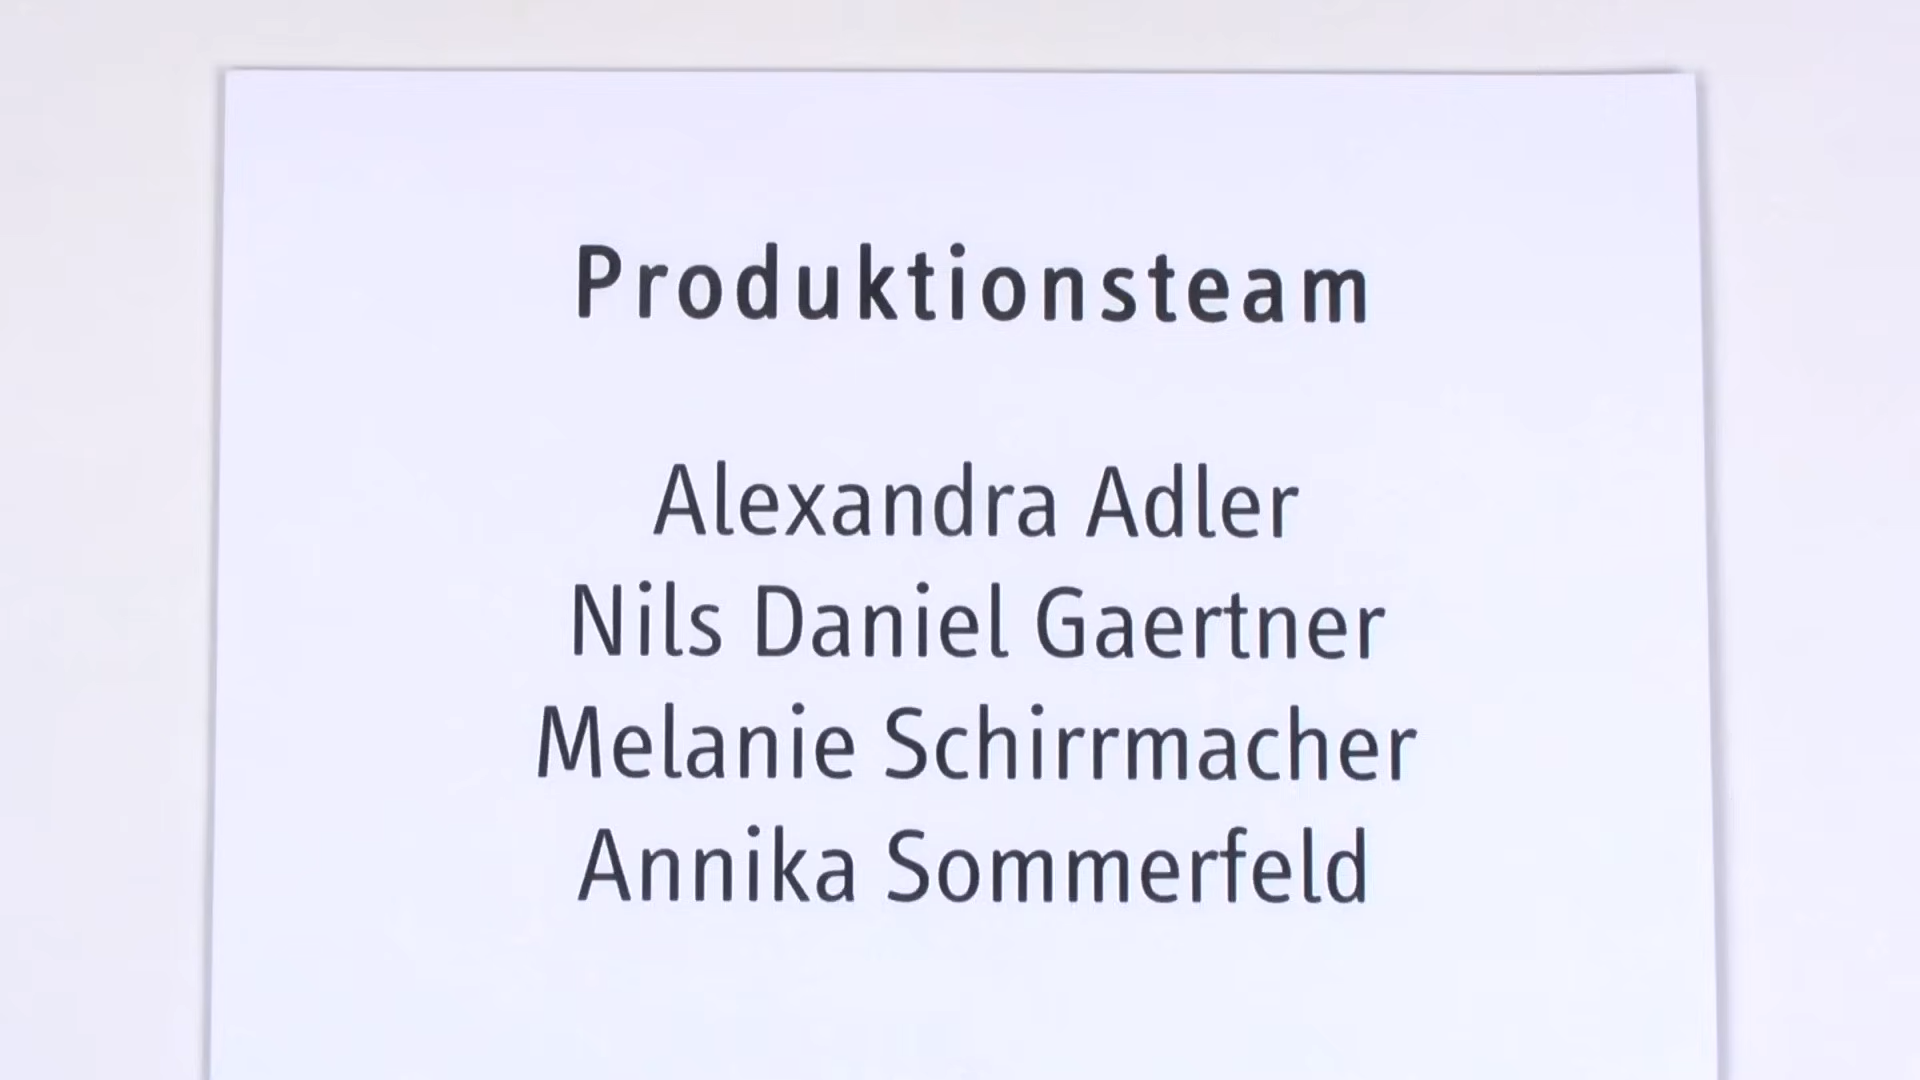 Produktionsteam
Alexandra Adler
Nils Daniel Gaertner
Melanie Schirrmacher
Annika Sommerfeld